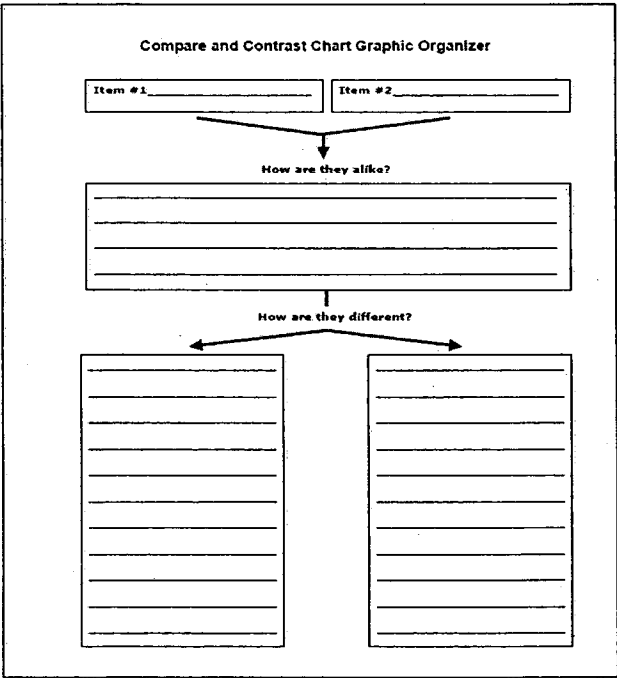 Compare and Contrast Chart Graphic Organizer
Item #1
Item #2
How are they alike?
How are they different?